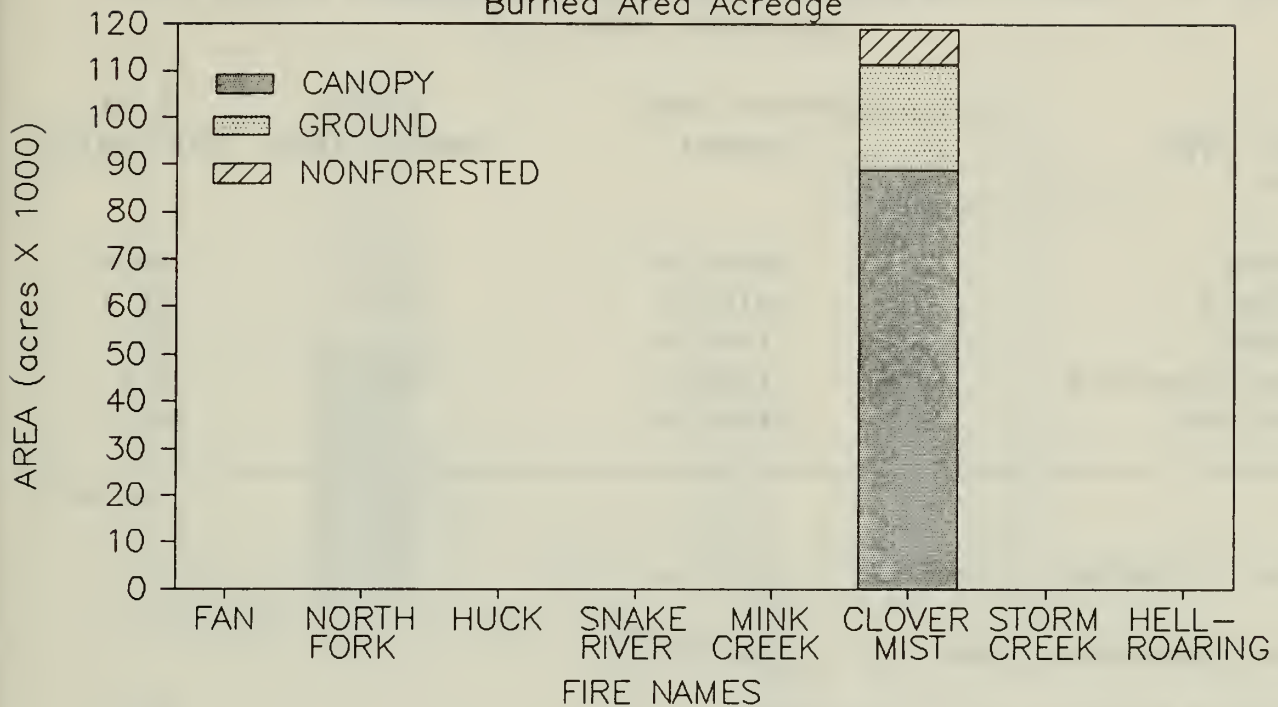 Burned Area Acreage
120
110
100
90
80
70
60
50
40
30
20
10
0
AREA (acres X 1000)
CANOPY
GROUND
NONFORESTED
FAN NORTH HUCK SNAKE MINK CLOVER STORM HELL-
FORK RIVER CREEK MIST CREEK ROARING
FIRE NAMES